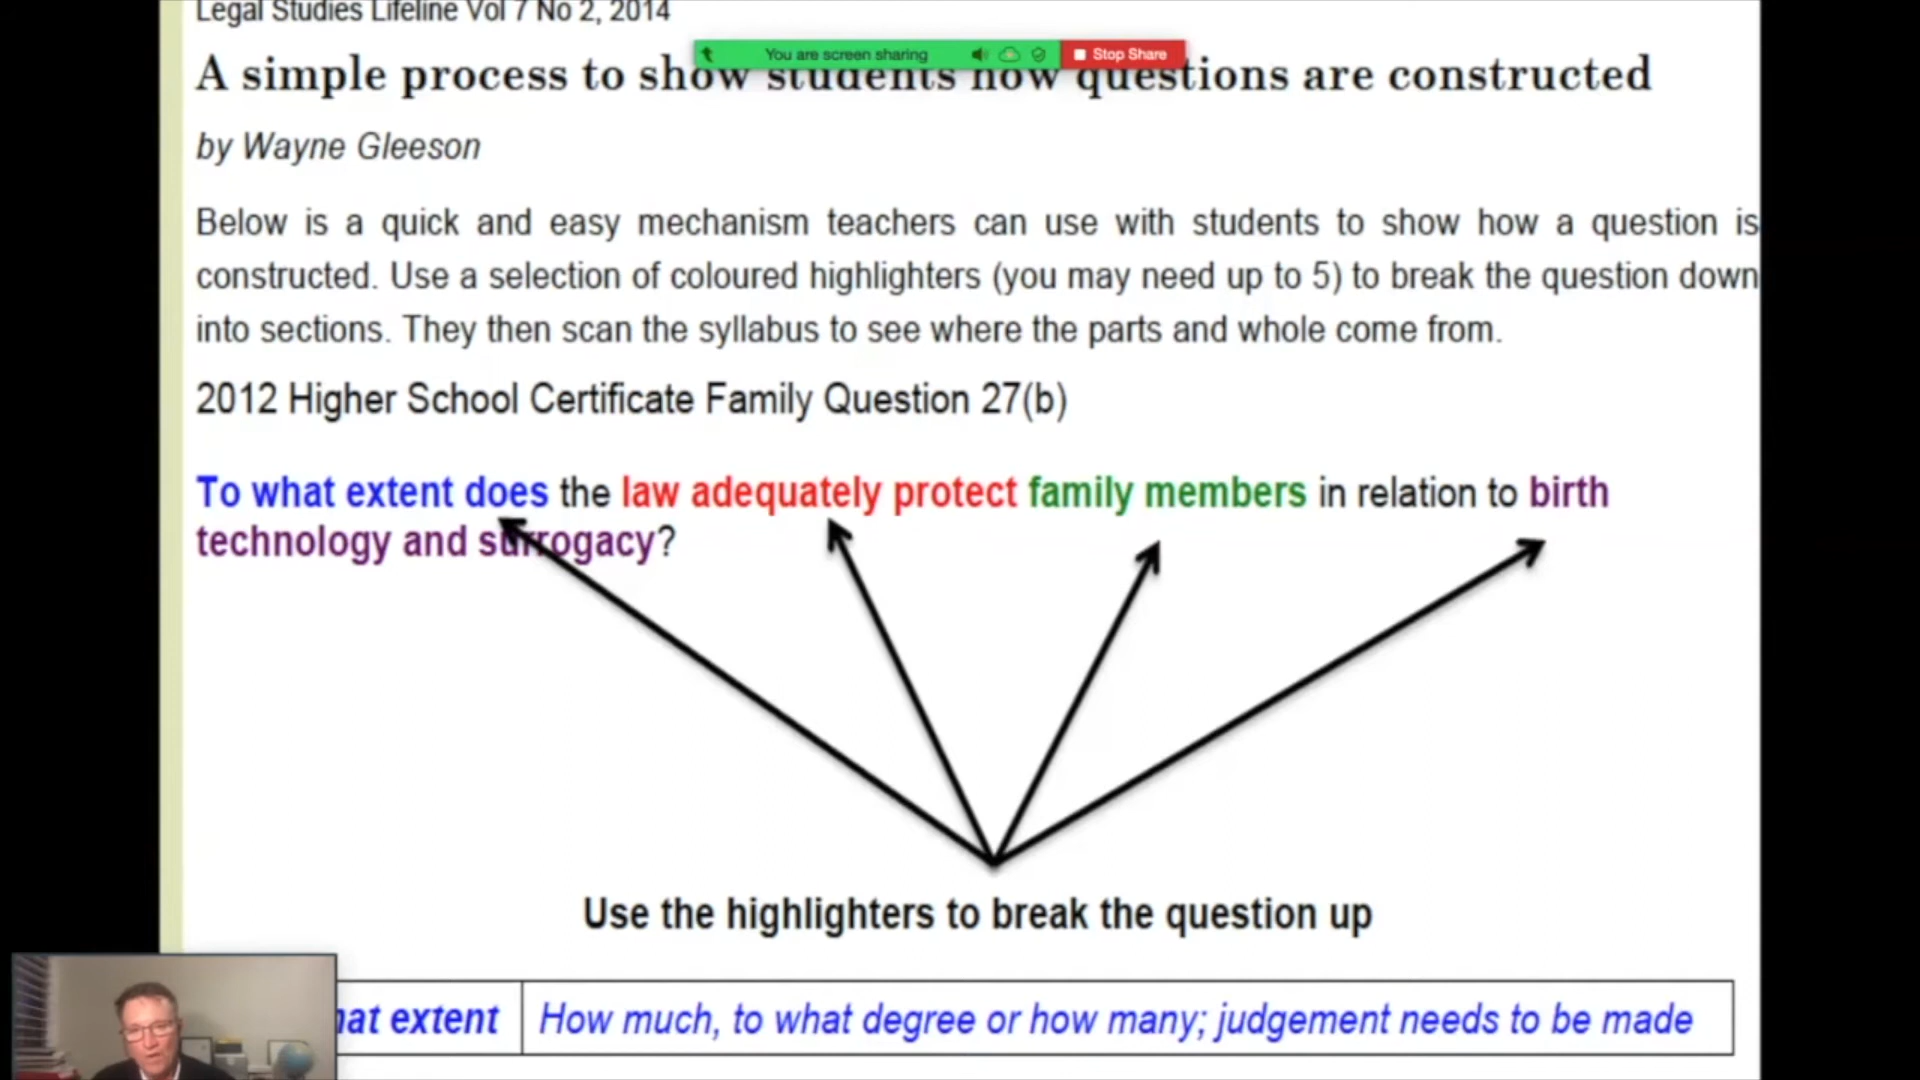 Legal Studies Lifeline Vol 7 No 2, 2014
You are screen sharing
Stop Share
A simple process to show students how questions are constructed
by Wayne Gleeson
Below is a quick and easy mechanism teachers can use with students to show how a question is
constructed. Use a selection of coloured highlighters (you may need up to 5) to break the question down
into sections. They then scan the syllabus to see where the parts and whole come from.
2012 Higher School Certificate Family Question 27(b)
To what extent does the law adequately protect family members in relation to birth
technology and surrogacy?
Use the highlighters to break the question up
hat extent How much, to what degree or how many; judgement needs to be made